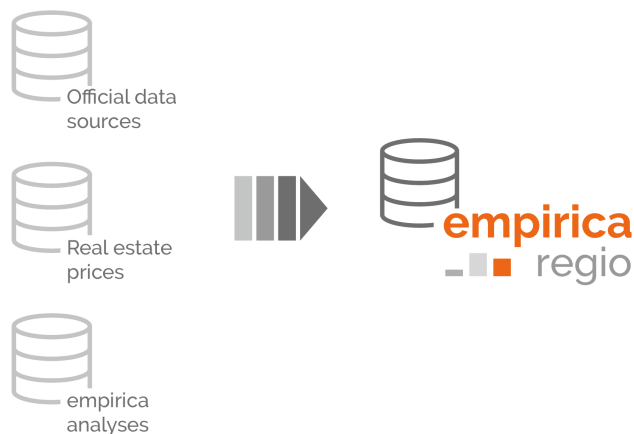 Official data
sources
Real estate
prices
empirica
analyses
empirica
regio